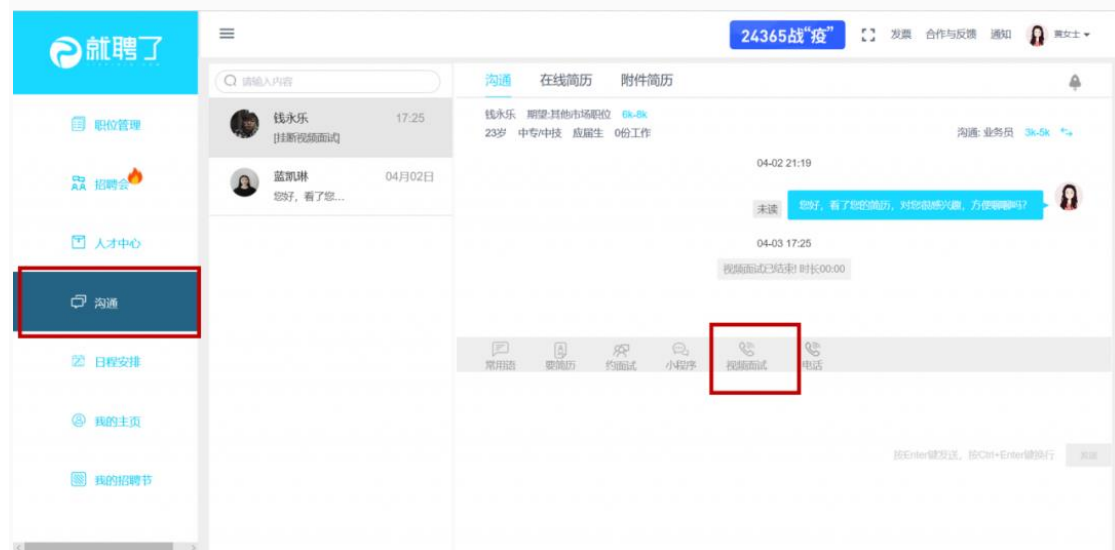 就聘了
24365战“疫”
发票 合作与反馈 通知
请输入内容
沟通 在线简历 附件简历
职位管理
招聘会
人才中心
沟通
日程安排
我的主页
我的招聘节
钱永乐 17:25
[挂断视频面试]
蓝凯琳 04月02日
您好，看了您...
钱永乐 期望:其他市场职位 6k-8k
23岁 中专/中技 应届生 0份工作
沟通: 业务员 3k-5k
04-02 21:19
未读 您好，看了您的简历，对您很感兴趣，方便聊聊吗?
04-03 17:25
视频面试已结束! 时长00:00
常用语 要简历 约面试 小程序 视频面试 电话
按Enter键发送，按Ctrl+Enter键换行 发送